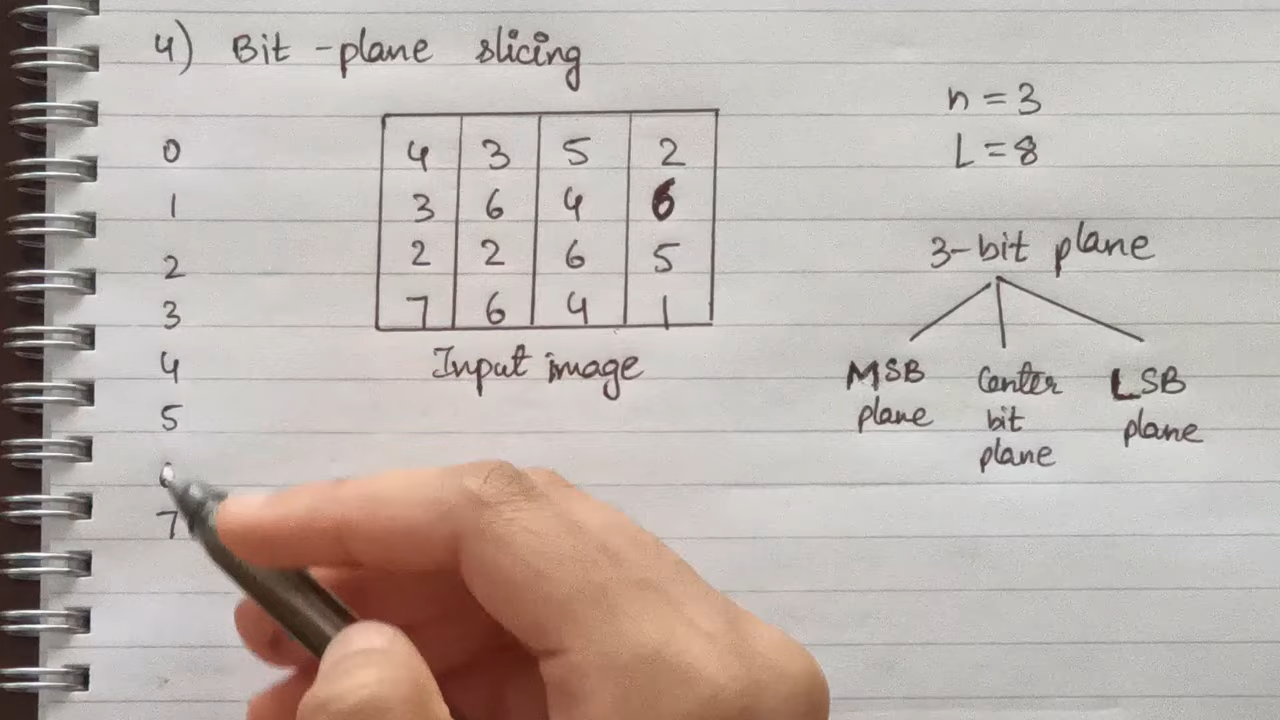 4) Bit-plane slicing
n = 3
L = 8
0
1
2
3
4
5
7
4 3 5 2
3 6 4 6
2 2 6 5
7 6 4 1
Input image
3-bit plane
MSB plane
Center bit plane
LSB plane